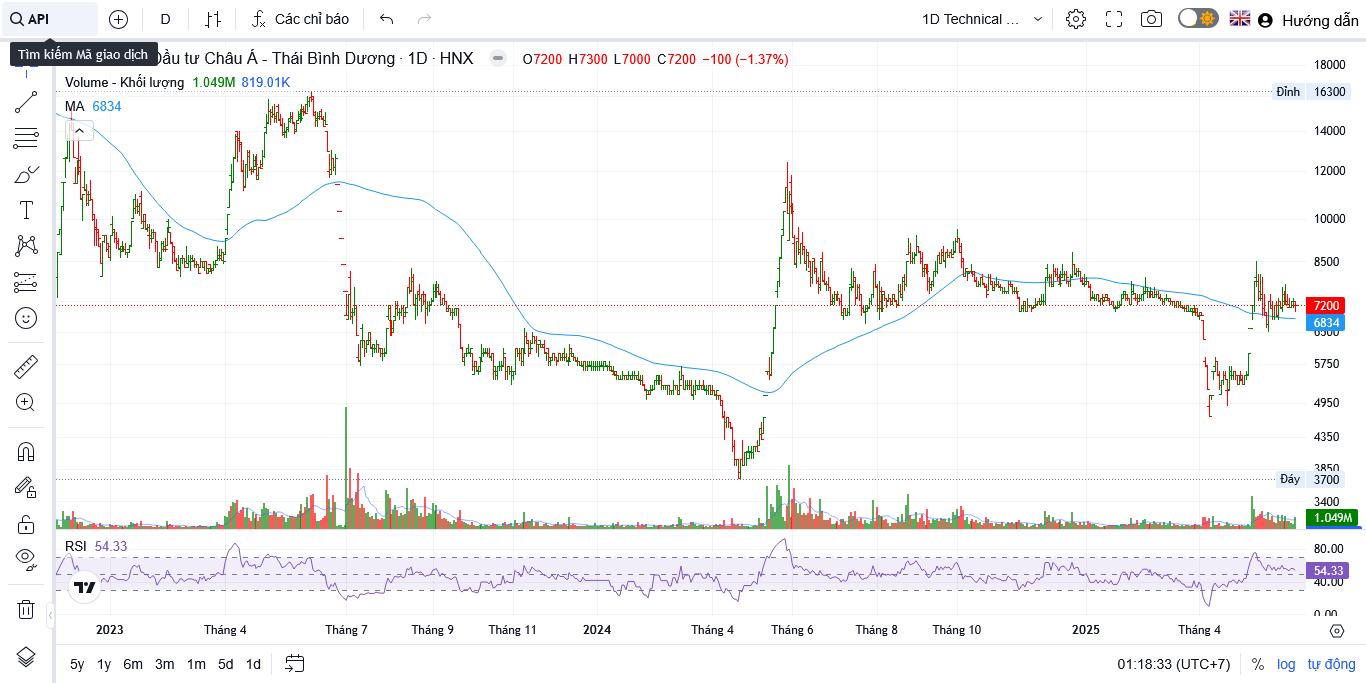 API
D
Các chỉ báo
1D Technical ...
Hướng dẫn
Tìm kiếm Mã giao dịch
Đầu tư Châu Á - Thái Bình Dương · 1D · HNX
O7200 H7300 L7000 C7200 −100 (−1.37%)
Volume - Khối lượng 1.049M 819.01K
MA 6834
18000
Đỉnh 16300
14000
12000
10000
8500
7200
6834
6500
5750
4950
4350
3850
Đáy 3700
3400
1.049M
RSI 54.33
80.00
54.33
40.00
0.00
2023 Tháng 4 Tháng 7 Tháng 9 Tháng 11 2024 Tháng 4 Tháng 6 Tháng 8 Tháng 10 2025 Tháng 4
5y 1y 6m 3m 1m 5d 1d
01:18:33 (UTC+7) % log tự động